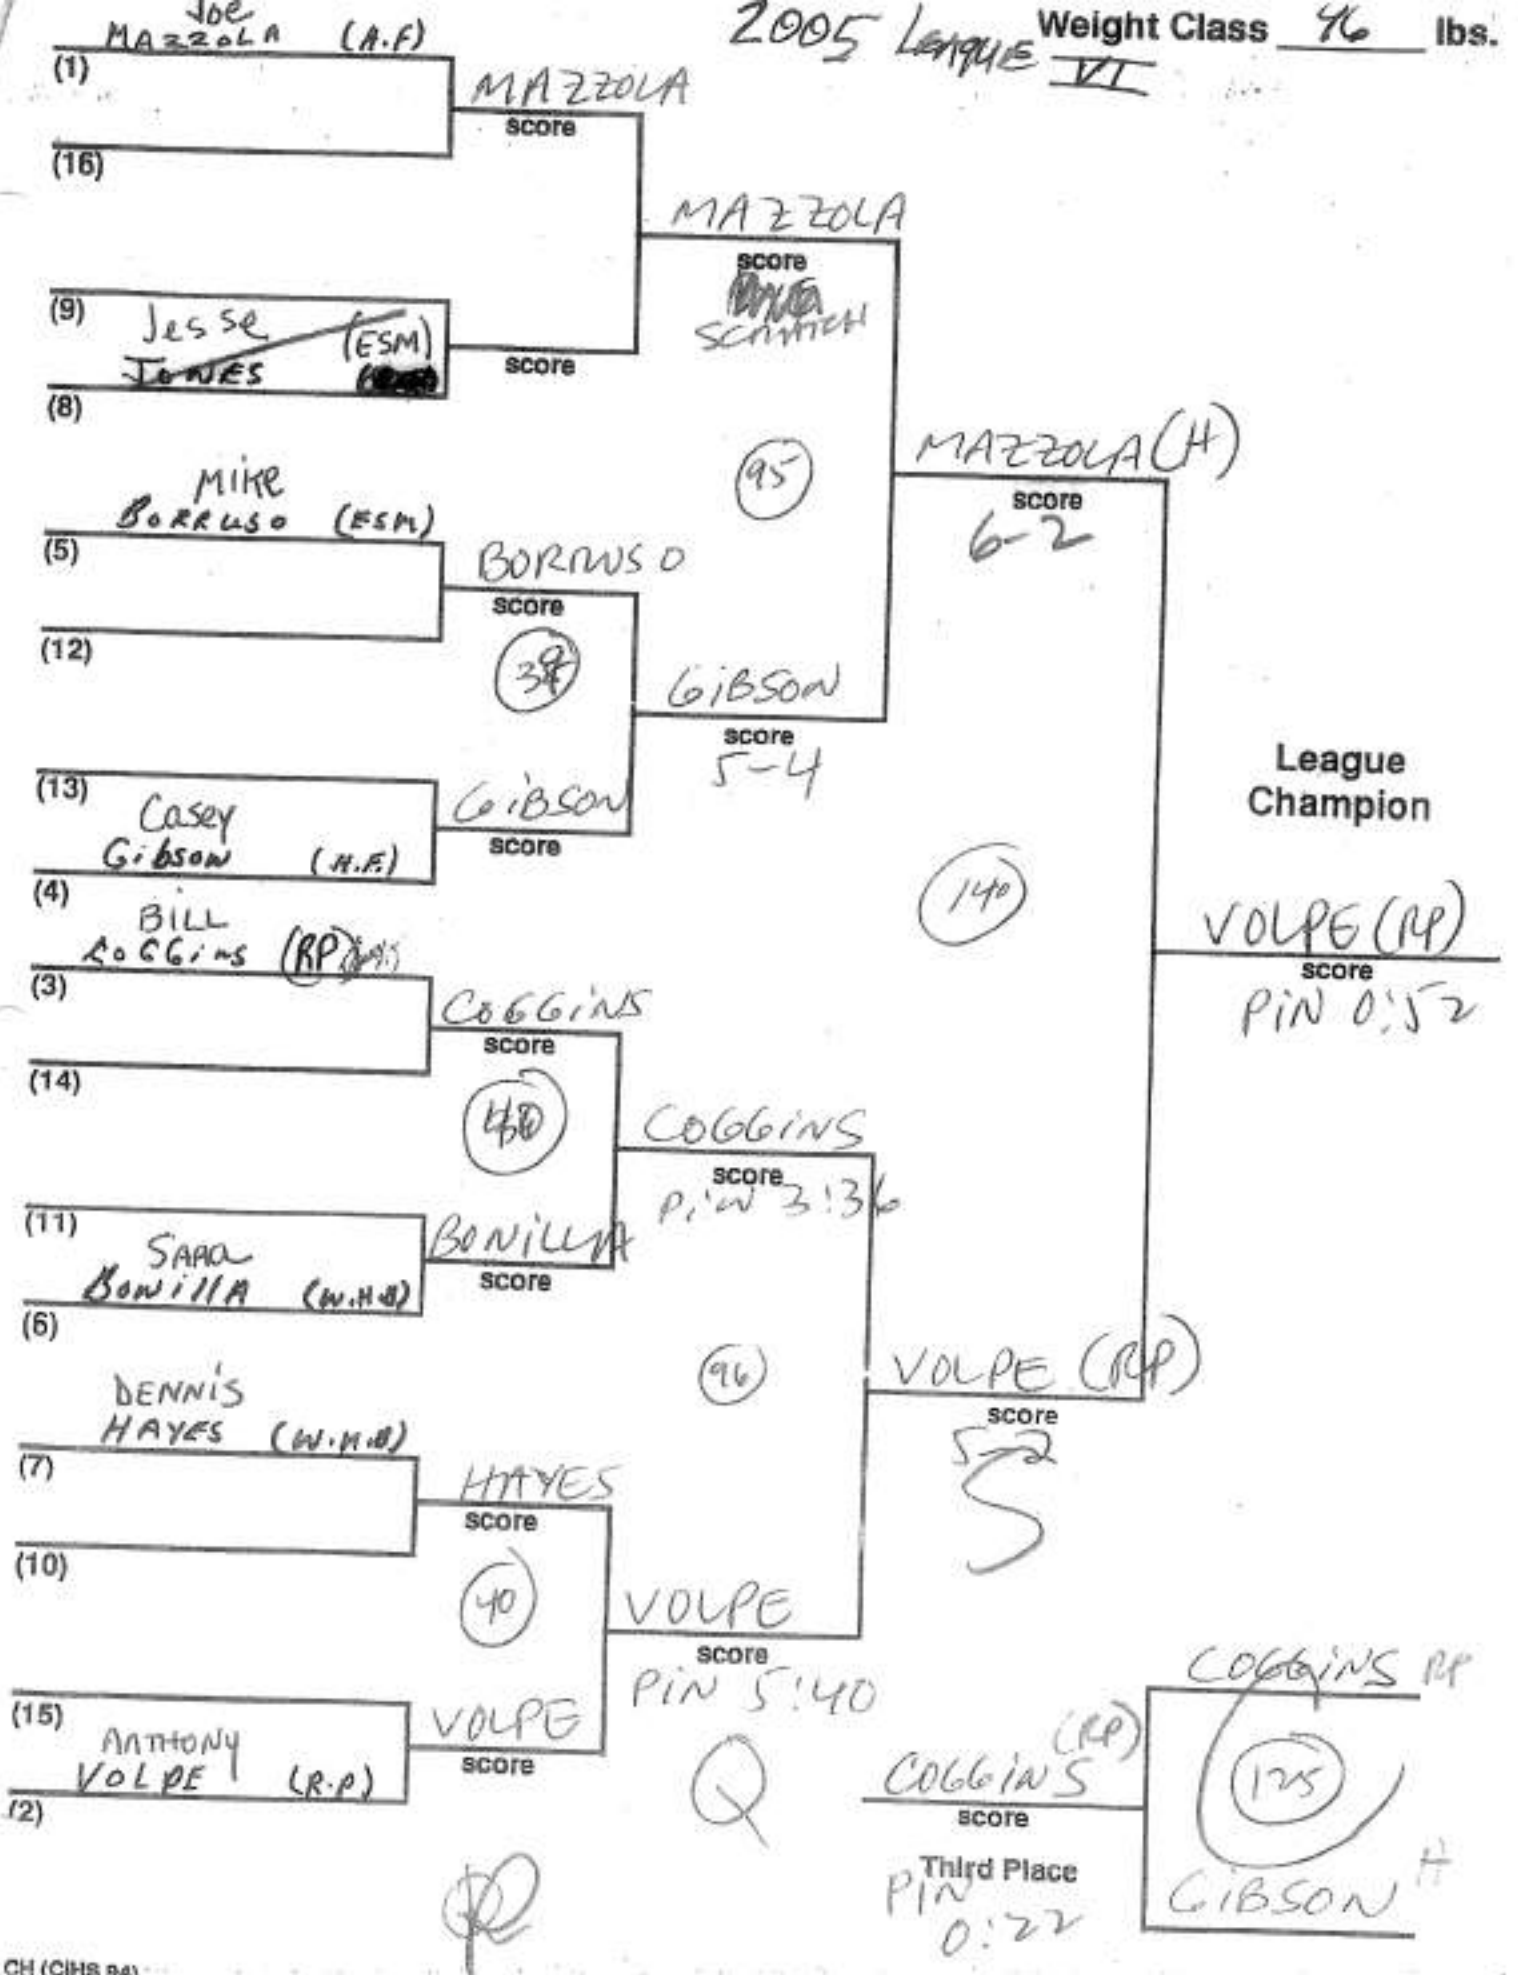 2005 League VI
Weight Class 96 lbs.
Joe
MAZZOLA (H.F)
(1)
MAZZOLA
score
(16)
MAZZOLA
score
SCRATCH
(9)
Jesse (ESM)
JONES
score
(8)
95
MAZZOLA (H)
score
6-2
Mike
BORRUSO (ESM)
(5)
BORRUSO
score
(12)
GIBSON
score
5-4
(13)
Casey
Gibson (H.F.)
GIBSON
score
(4)
League
Champion
140
VOLPE (RP)
score
PIN 0:52
BILL
COGGINS (RP)
(3)
COGGINS
score
(14)
COGGINS
score
PIN 3:36
(11)
Bonilla (W.H.B)
BONILLA
score
(6)
96
VOLPE (RP)
score
5-2
S
DENNIS
HAYES (W.H.B)
(7)
HAYES
score
(10)
40
VOLPE
score
PIN 5:40
(15)
ANTHONY
VOLPE (R.P)
VOLPE
score
(2)
Q
COGGINS RP
(RP)
COGGINS
score
125
Third Place
PIN
0:22
GIBSON H
CH (CIHS 94)